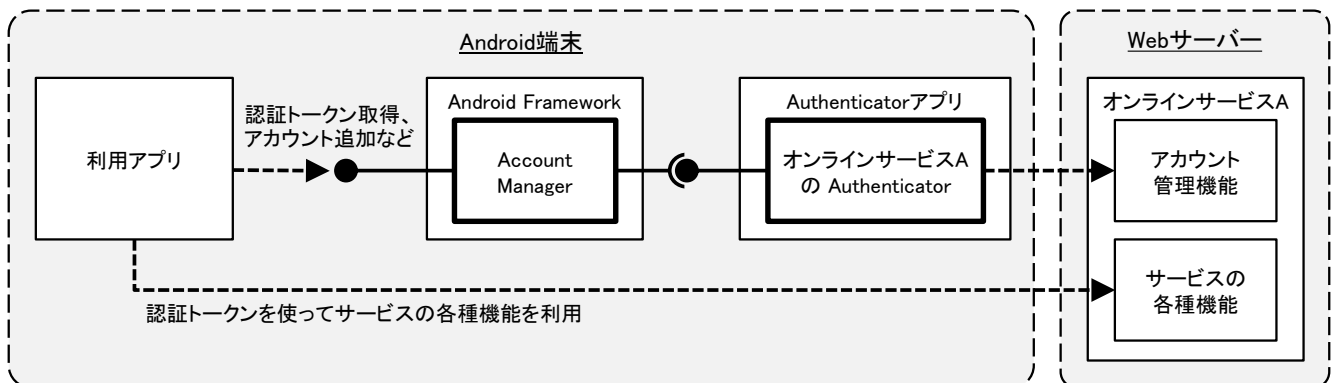 Android端末
Webサーバー
利用アプリ
認証トークン取得、
アカウント追加など
Android Framework
Account
Manager
Authenticatorアプリ
オンラインサービスA
の Authenticator
オンラインサービスA
アカウント
管理機能
サービスの
各種機能
認証トークンを使ってサービスの各種機能を利用